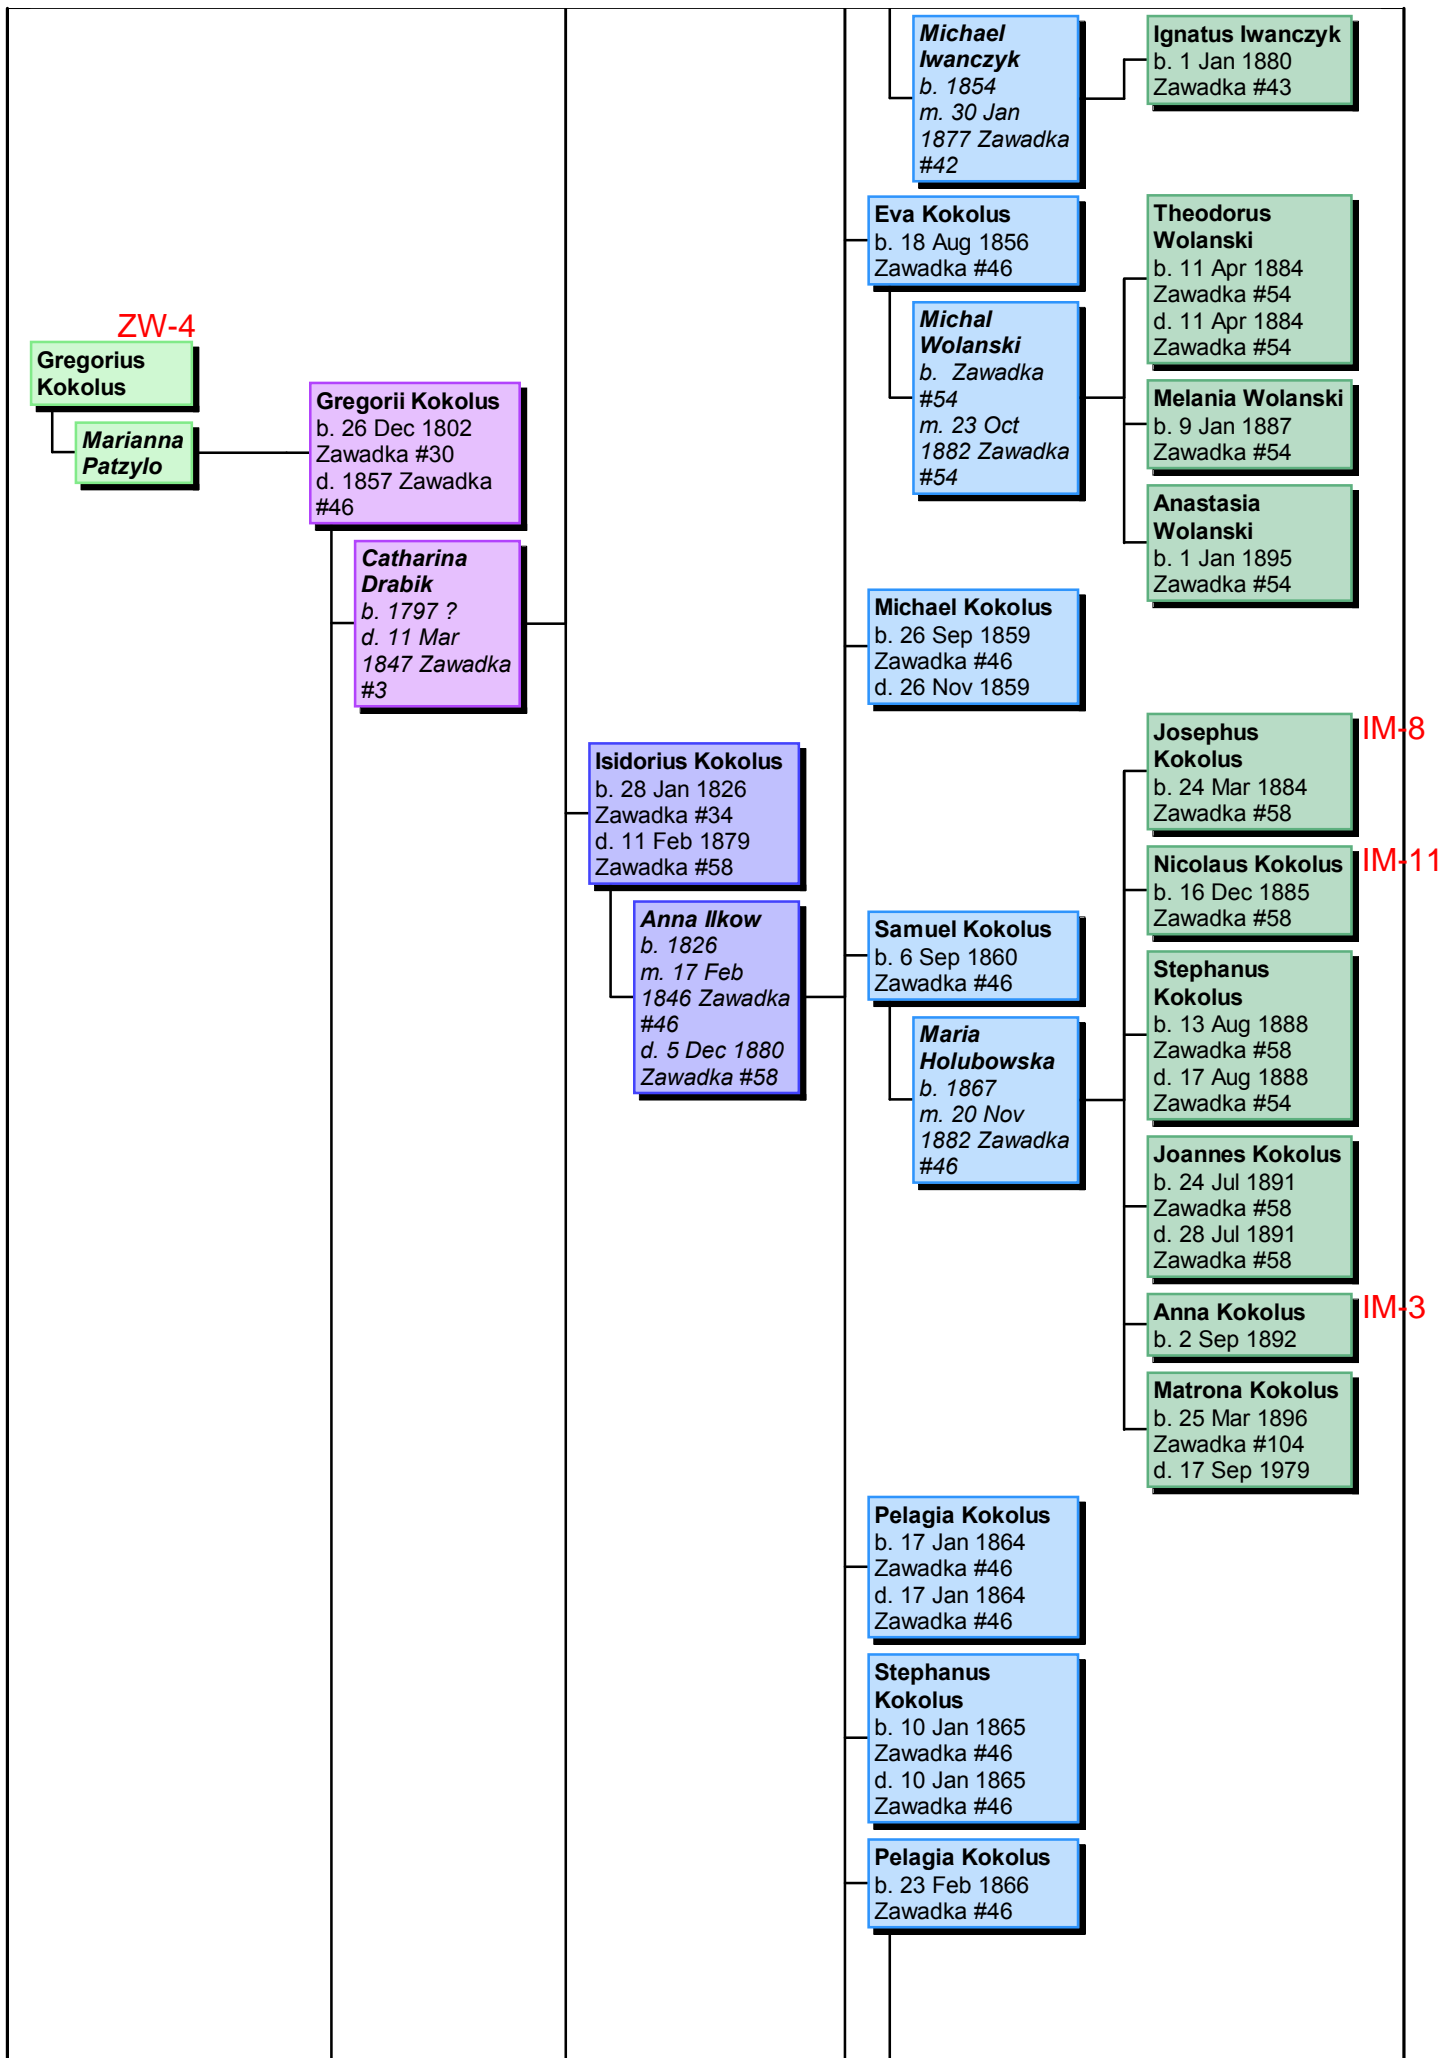 ZW-4
Gregorius
Kokolus
Marianna
Patzylo
Gregorii Kokolus
b. 26 Dec 1802
Zawadka #30
d. 1857 Zawadka
#46
Catharina
Drabik
b. 1797 ?
d. 11 Mar
1847 Zawadka
#3
Isidorius Kokolus
b. 28 Jan 1826
Zawadka #34
d. 11 Feb 1879
Zawadka #58
Anna Ilkow
b. 1826
m. 17 Feb
1846 Zawadka
#46
d. 5 Dec 1880
Zawadka #58
Michael
Iwanczyk
b. 1854
m. 30 Jan
1877 Zawadka
#42
Ignatus Iwanczyk
b. 1 Jan 1880
Zawadka #43
Eva Kokolus
b. 18 Aug 1856
Zawadka #46
Michal
Wolanski
b. Zawadka
#54
m. 23 Oct
1882 Zawadka
#54
Theodorus
Wolanski
b. 11 Apr 1884
Zawadka #54
d. 11 Apr 1884
Zawadka #54
Melania Wolanski
b. 9 Jan 1887
Zawadka #54
Anastasia
Wolanski
b. 1 Jan 1895
Zawadka #54
Michael Kokolus
b. 26 Sep 1859
Zawadka #46
d. 26 Nov 1859
Samuel Kokolus
b. 6 Sep 1860
Zawadka #46
Maria
Holubowska
b. 1867
m. 20 Nov
1882 Zawadka
#46
Josephus
Kokolus
b. 24 Mar 1884
Zawadka #58
IM-8
Nicolaus Kokolus
b. 16 Dec 1885
Zawadka #58
IM-11
Stephanus
Kokolus
b. 13 Aug 1888
Zawadka #58
d. 17 Aug 1888
Zawadka #54
Joannes Kokolus
b. 24 Jul 1891
Zawadka #58
d. 28 Jul 1891
Zawadka #58
Anna Kokolus
b. 2 Sep 1892
IM-3
Matrona Kokolus
b. 25 Mar 1896
Zawadka #104
d. 17 Sep 1979
Pelagia Kokolus
b. 17 Jan 1864
Zawadka #46
d. 17 Jan 1864
Zawadka #46
Stephanus
Kokolus
b. 10 Jan 1865
Zawadka #46
d. 10 Jan 1865
Zawadka #46
Pelagia Kokolus
b. 23 Feb 1866
Zawadka #46